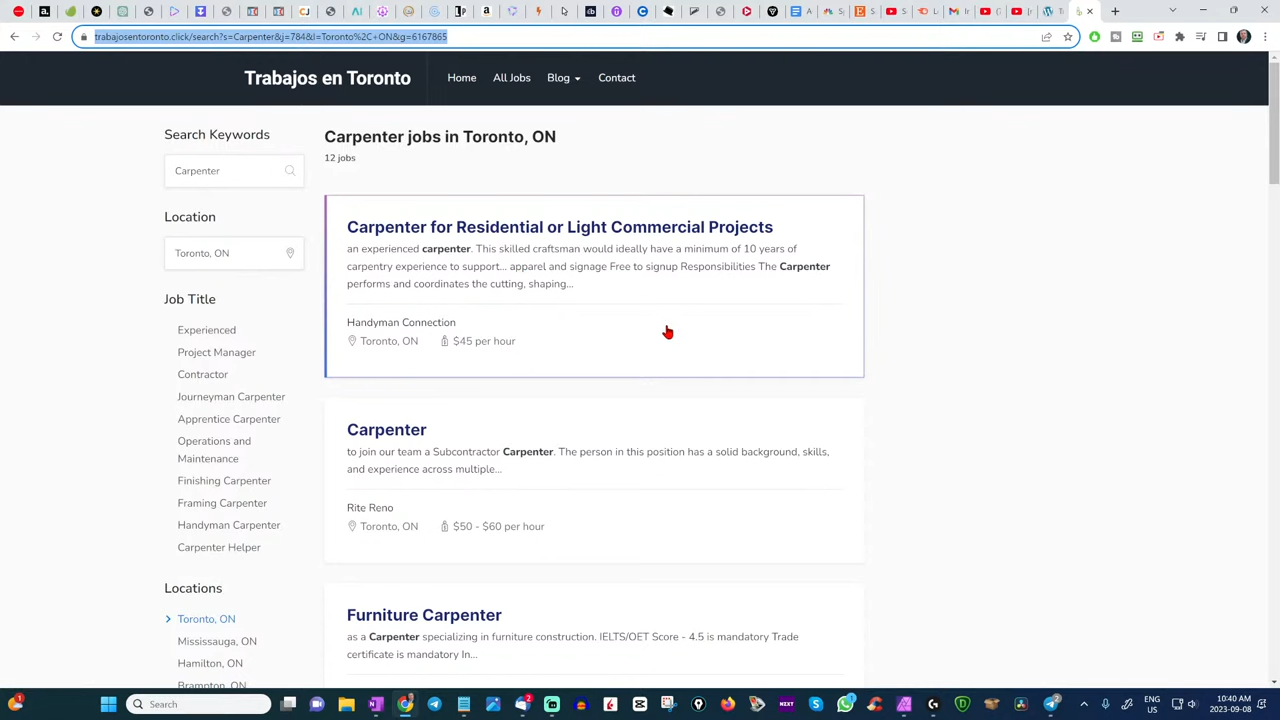 trabajosentoronto.click/search?s=Carpenter&j=784&l=Toronto%2C+ON&g=6167865
Trabajos en Toronto
Home
All Jobs
Blog
Contact
Search Keywords
Carpenter
Location
Toronto, ON
Job Title
Experienced
Project Manager
Contractor
Journeyman Carpenter
Apprentice Carpenter
Operations and
Maintenance
Finishing Carpenter
Framing Carpenter
Handyman Carpenter
Carpenter Helper
Locations
Toronto, ON
Mississauga, ON
Hamilton, ON
Brampton, ON
Carpenter jobs in Toronto, ON
12 jobs
Carpenter for Residential or Light Commercial Projects
an experienced carpenter. This skilled craftsman would ideally have a minimum of 10 years of
carpentry experience to support... apparel and signage Free to signup Responsibilities The Carpenter
performs and coordinates the cutting, shaping...
Handyman Connection
Toronto, ON
$45 per hour
Carpenter
to join our team a Subcontractor Carpenter. The person in this position has a solid background, skills,
and experience across multiple...
Rite Reno
Toronto, ON
$50 - $60 per hour
Furniture Carpenter
as a Carpenter specializing in furniture construction. IELTS/OET Score - 4.5 is mandatory Trade
certificate is mandatory In...
Search
ENG
US
10:40 AM
2023-09-08